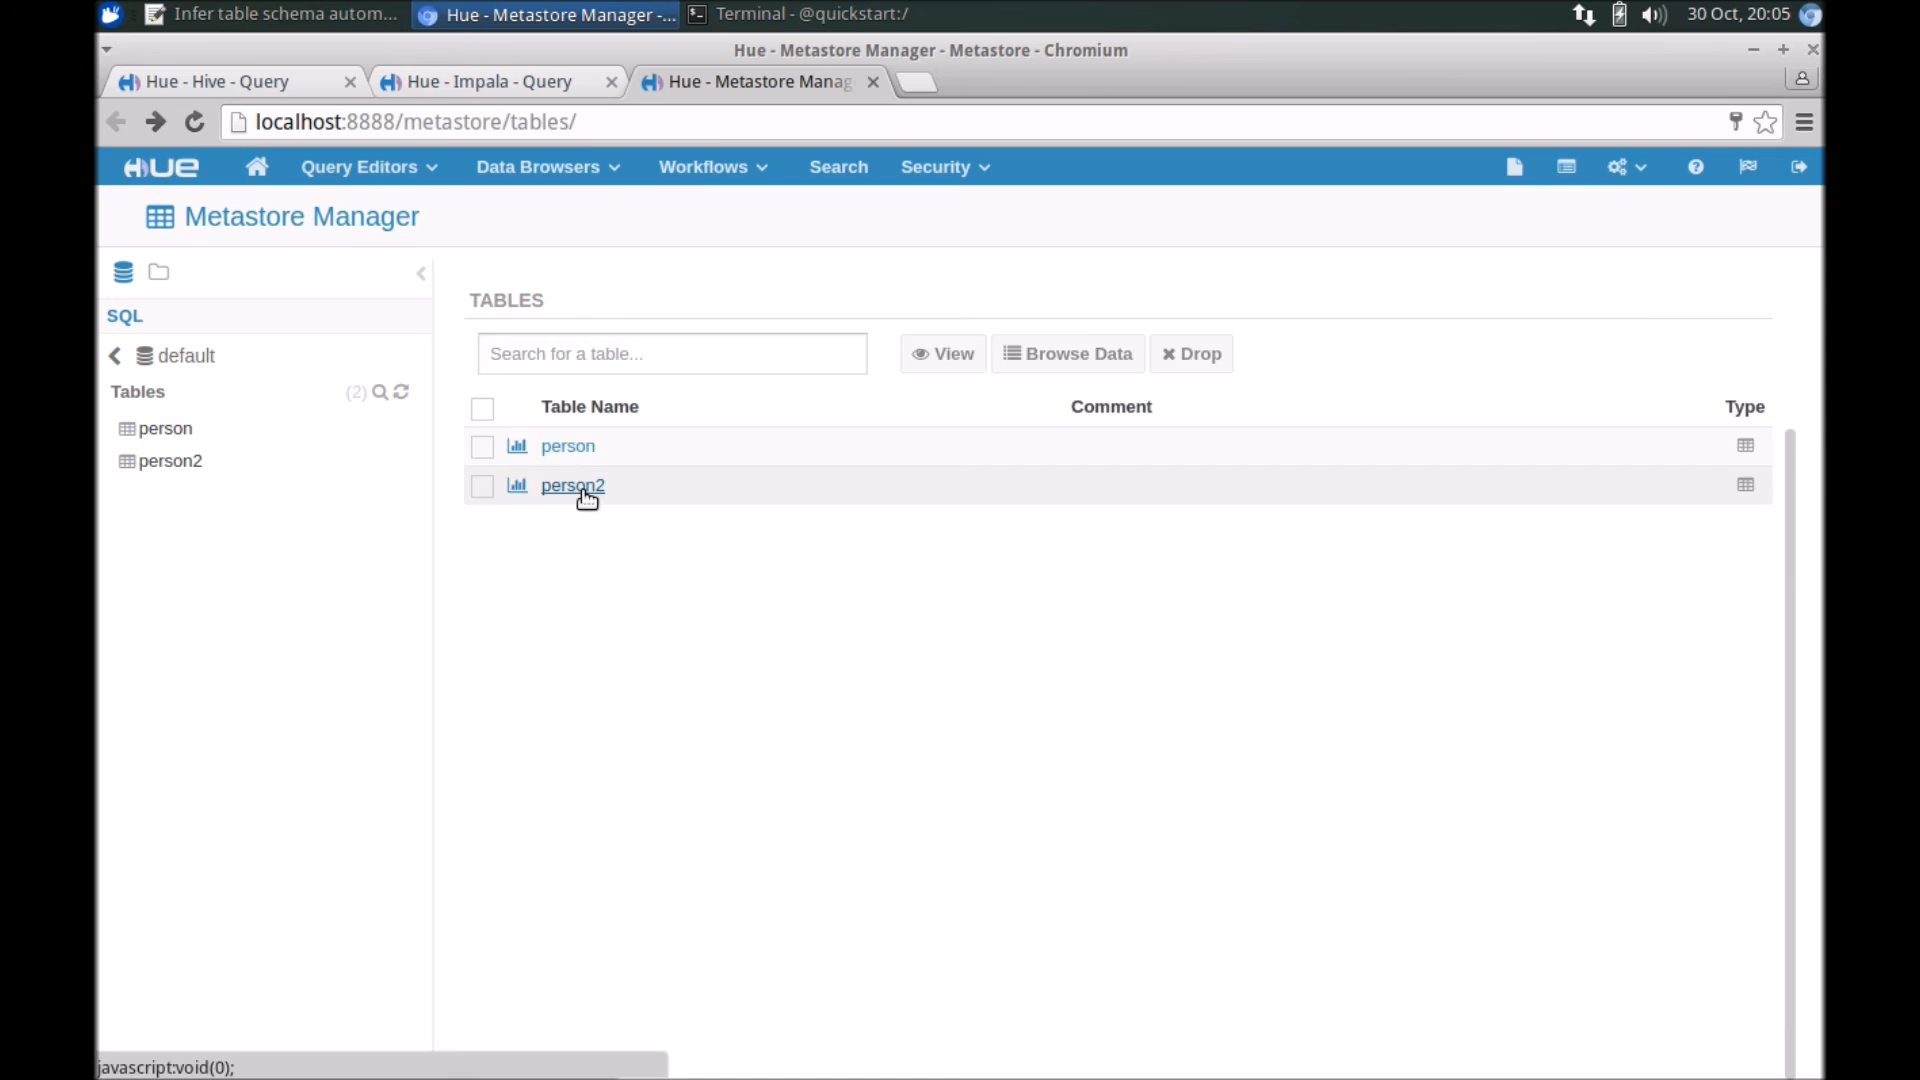 Infer table schema autom... Hue - Metastore Manager -... Terminal - @quickstart:/ 30 Oct, 20:05
Hue - Metastore Manager - Metastore - Chromium
Hue - Hive - Query Hue - Impala - Query Hue - Metastore Manag
localhost:8888/metastore/tables/
HUE Query Editors Data Browsers Workflows Search Security
Metastore Manager
SQL
default
Tables (2)
person
person2
TABLES
Search for a table... View Browse Data Drop
Table Name Comment Type
person
person2
javascript:void(0);